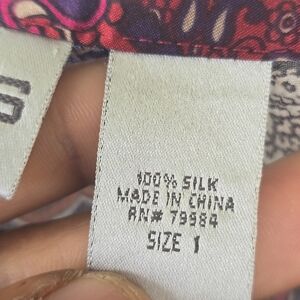 100% SILK
MADE IN CHINA
RN# 79984
SIZE 1